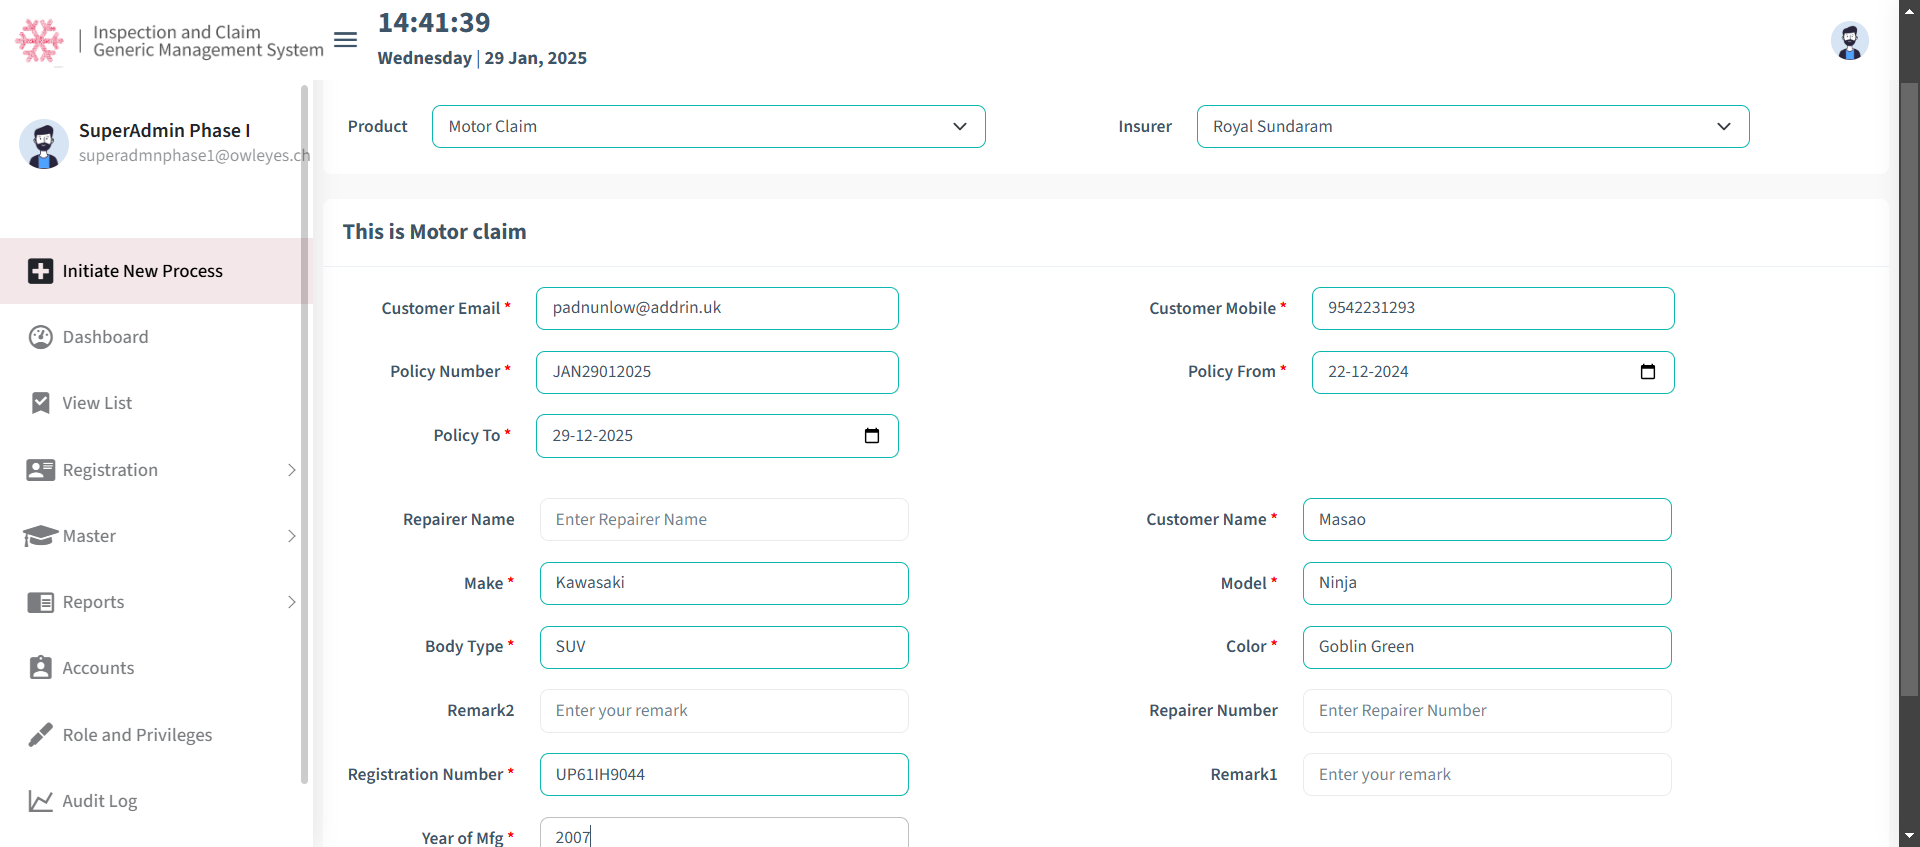 Inspection and Claim
Generic Management System
14:41:39
Wednesday | 29 Jan, 2025
SuperAdmin Phase I
superadmnphase1@owleyes.ch
Initiate New Process
Dashboard
View List
Registration
Master
Reports
Accounts
Role and Privileges
Audit Log
Product Motor Claim Insurer Royal Sundaram
This is Motor claim
Customer Email * padnunlow@addrin.uk Customer Mobile * 9542231293
Policy Number * JAN29012025 Policy From * 22-12-2024
Policy To * 29-12-2025
Repairer Name Enter Repairer Name Customer Name * Masao
Make * Kawasaki Model * Ninja
Body Type * SUV Color * Goblin Green
Remark2 Enter your remark Repairer Number Enter Repairer Number
Registration Number * UP61IH9044 Remark1 Enter your remark
Year of Mfg * 2007